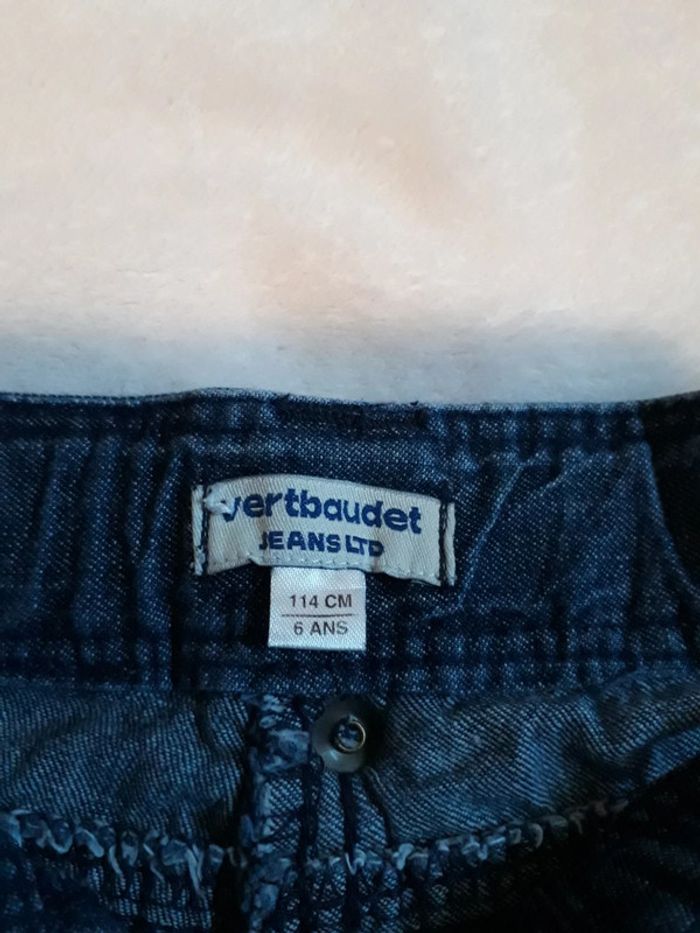 vertbaudet
JEANS LTD
114 CM
6 ANS